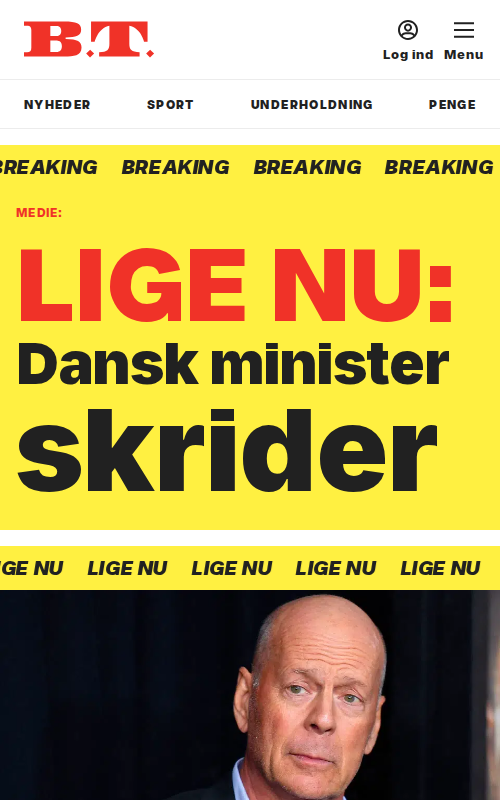 B.T.
Log ind Menu
NYHEDER SPORT UNDERHOLDNING PENGE
BREAKING BREAKING BREAKING BREAKING
MEDIE:
LIGE NU:
Dansk minister
skrider
GE NU LIGE NU LIGE NU LIGE NU LIGE NU